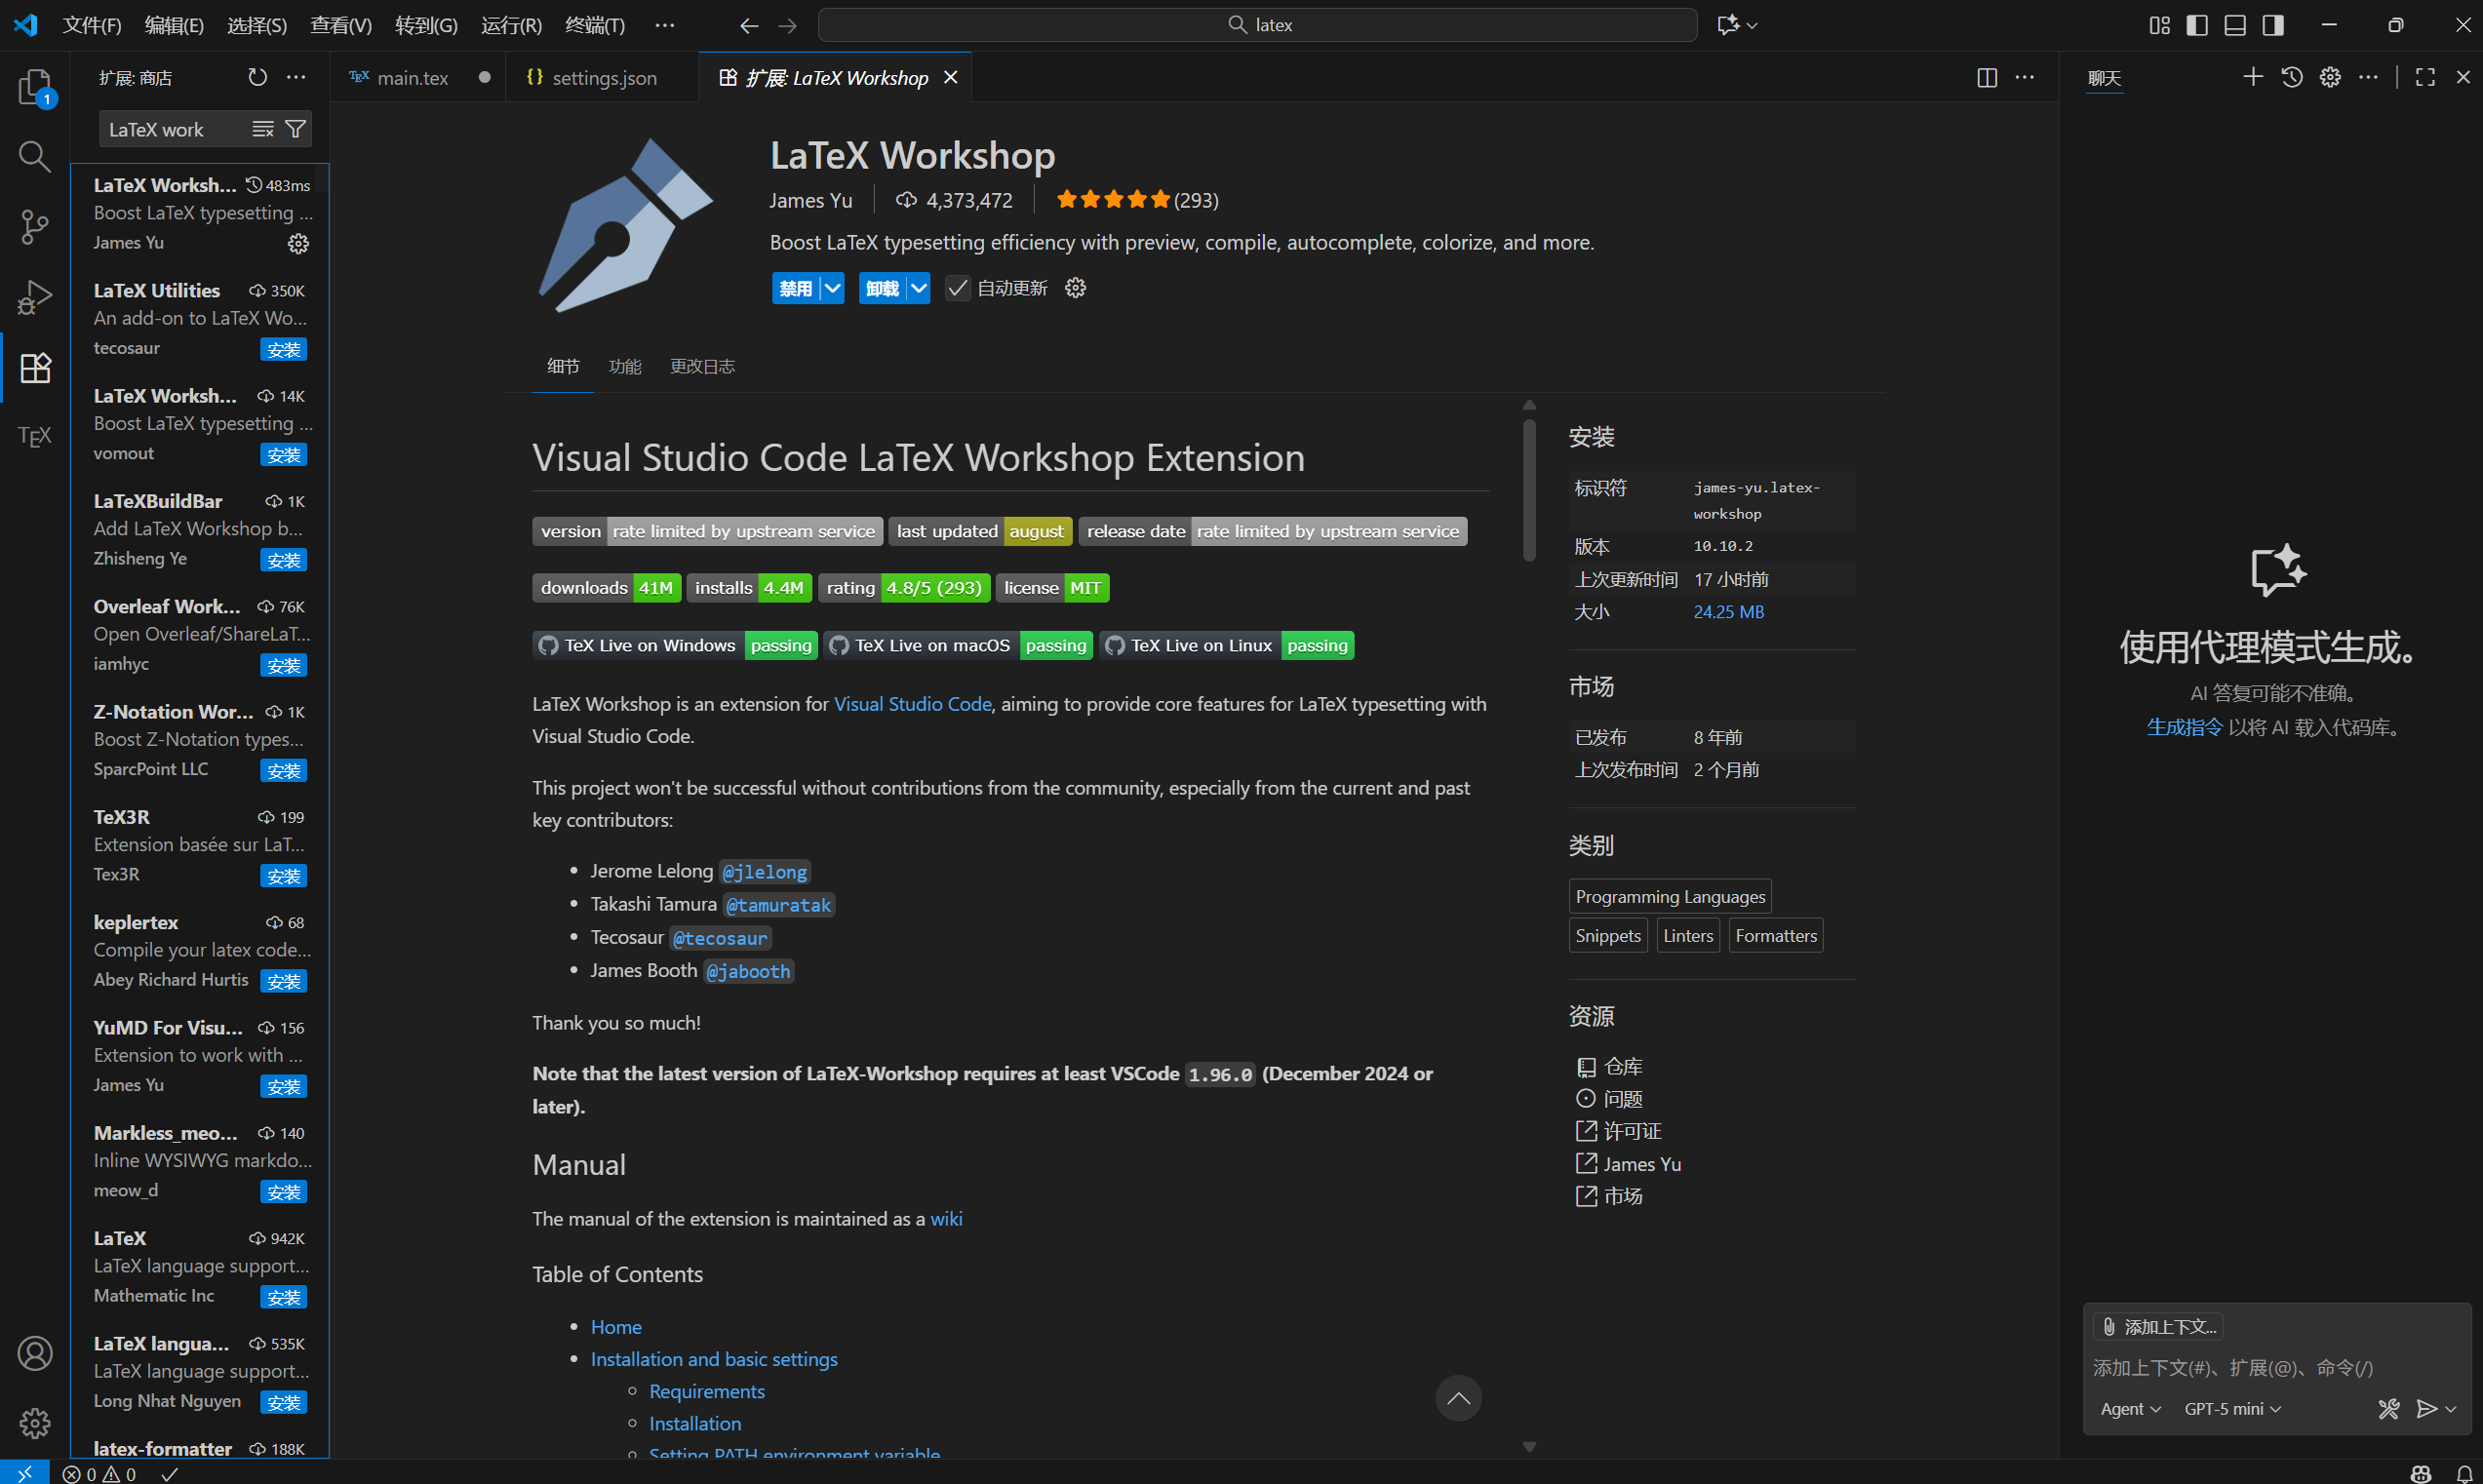 文件(F) 编辑(E) 选择(S) 查看(V) 转到(G) 运行(R) 终端(T) ···
latex
扩展: 商店
main.tex
settings.json
扩展: LaTeX Workshop
聊天
1
LaTeX work
LaTeX Worksh... 483ms
Boost LaTeX typesetting ...
James Yu
LaTeX Utilities 350K
An add-on to LaTeX Wo...
tecosaur 安装
LaTeX Worksh... 14K
Boost LaTeX typesetting ...
vomout 安装
LaTeXBuildBar 1K
Add LaTeX Workshop b...
Zhisheng Ye 安装
Overleaf Work... 76K
Open Overleaf/ShareLaT...
iamhyc 安装
Z-Notation Wor... 1K
Boost Z-Notation types...
SparcPoint LLC 安装
TeX3R 199
Extension basée sur LaT...
Tex3R 安装
keplertex 68
Compile your latex code...
Abey Richard Hurtis 安装
YuMD For Visu... 156
Extension to work with ...
James Yu 安装
Markless_meo... 140
Inline WYSIWYG markdo...
meow_d 安装
LaTeX 942K
LaTeX language support...
Mathematic Inc 安装
LaTeX langua... 535K
LaTeX language support...
Long Nhat Nguyen 安装
latex-formatter 188K
TEX
LaTeX Workshop
James Yu 4,373,472 (293)
Boost LaTeX typesetting efficiency with preview, compile, autocomplete, colorize, and more.
禁用 卸载 自动更新
细节 功能 更改日志
Visual Studio Code LaTeX Workshop Extension
version rate limited by upstream service last updated august release date rate limited by upstream service
downloads 41M installs 4.4M rating 4.8/5 (293) license MIT
TeX Live on Windows passing TeX Live on macOS passing TeX Live on Linux passing
LaTeX Workshop is an extension for Visual Studio Code, aiming to provide core features for LaTeX typesetting with
Visual Studio Code.
This project won't be successful without contributions from the community, especially from the current and past
key contributors:
• Jerome Lelong @jlelong
• Takashi Tamura @tamuratak
• Tecosaur @tecosaur
• James Booth @jabooth
Thank you so much!
Note that the latest version of LaTeX-Workshop requires at least VSCode 1.96.0 (December 2024 or
later).
Manual
The manual of the extension is maintained as a wiki
Table of Contents
• Home
• Installation and basic settings
◦ Requirements
◦ Installation
◦ Setting PATH environment variable
安装
标识符 james-yu.latex-
workshop
版本 10.10.2
上次更新时间 17 小时前
大小 24.25 MB
市场
已发布 8 年前
上次发布时间 2 个月前
类别
Programming Languages
Snippets Linters Formatters
资源
仓库
问题
许可证
James Yu
市场
使用代理模式生成。
AI 答复可能不准确。
生成指令 以将 AI 载入代码库。
添加上下文...
添加上下文(#)、扩展(@)、命令(/)
Agent GPT-5 mini
0 0